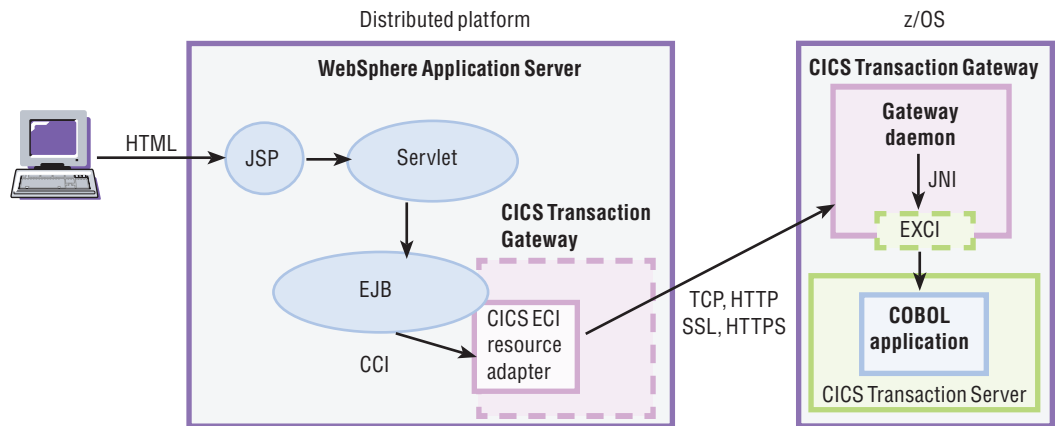 Distributed platform
z/OS
WebSphere Application Server
CICS Transaction Gateway
HTML
JSP
Servlet
Gateway
daemon
JNI
EXCI
CICS Transaction
Gateway
EJB
CICS ECI
resource
adapter
CCI
TCP, HTTP
SSL, HTTPS
COBOL
application
CICS Transaction Server